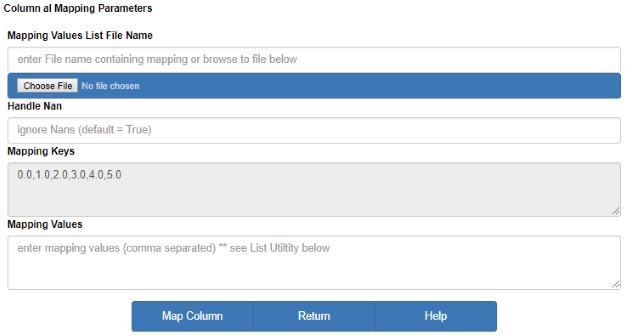 Column al Mapping Parameters
Mapping Values List File Name
enter File name containing mapping or browse to file below
Choose File No file chosen
Handle Nan
ignore Nans (default = True)
Mapping Keys
0.0,1.0,2.0,3.0,4.0,5.0
Mapping Values
enter mapping values {comma separated) ** see List Utiltity below
Map Column Return Help